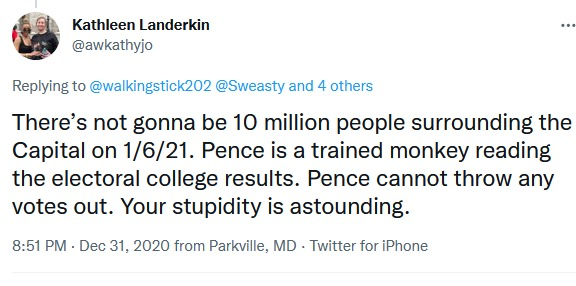 Kathleen Landerkin
@awkathyjo
Replying to @walkingstick202 @Sweasty and 4 others
There’s not gonna be 10 million people surrounding the
Capital on 1/6/21. Pence is a trained monkey reading
the electoral college results. Pence cannot throw any
votes out. Your stupidity is astounding.
8:51 PM · Dec 31, 2020 from Parkville, MD · Twitter for iPhone